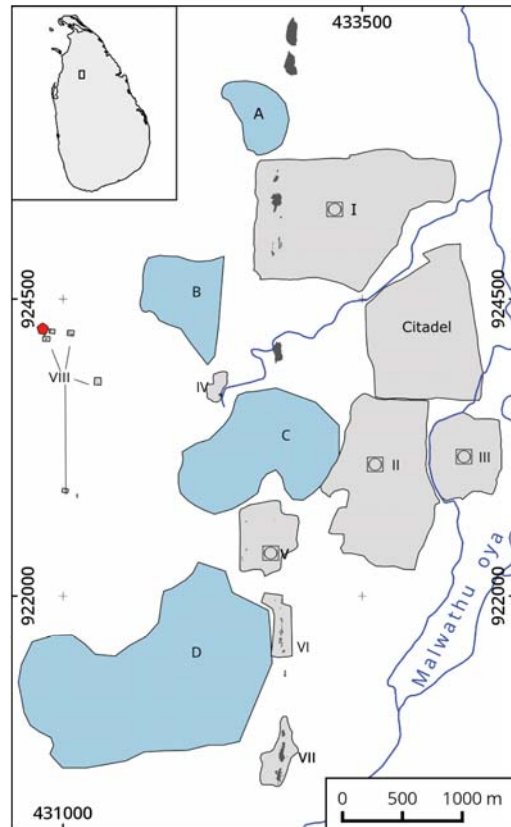 433500
A
I
B
924500
924500
Citadel
VIII
IV
C
II
III
V
922000
922000
Malwathu oya
D
VI
VII
431000
0 500 1000 m